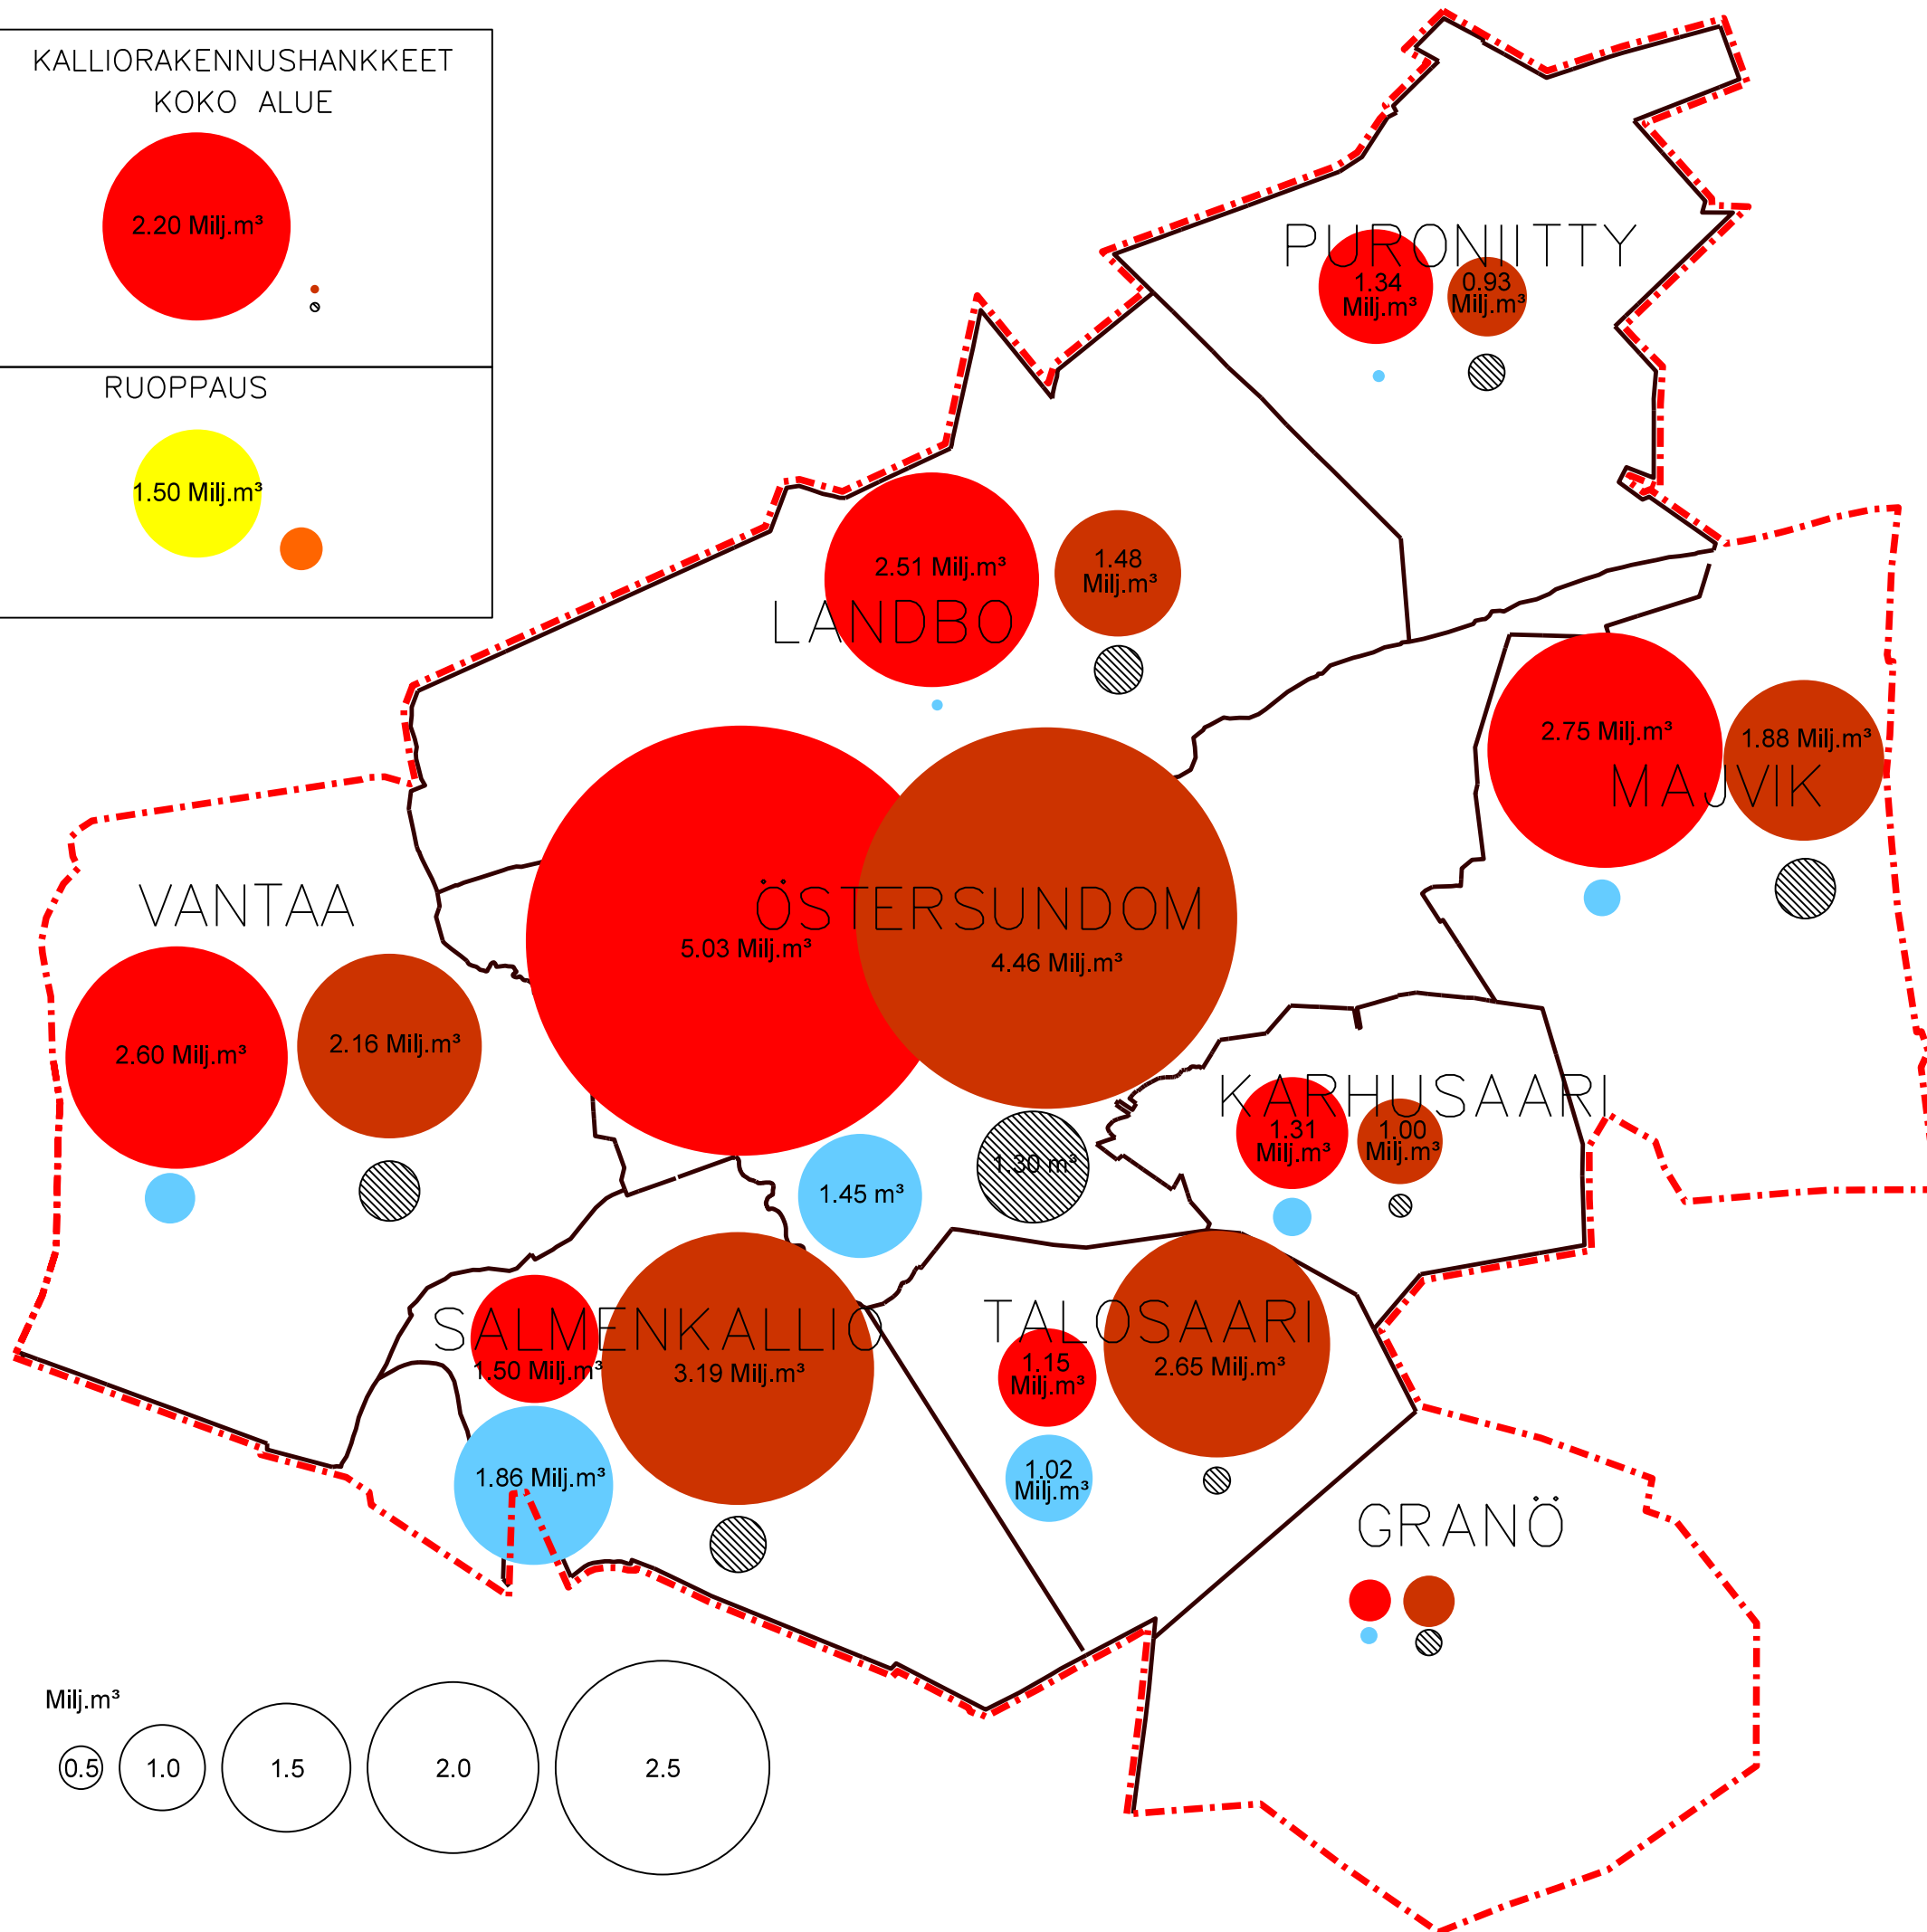 KALLIORAKENNUSHANKKEET
KOKO ALUE
2.20 Milj.m³
RUOPPAUS
1.50 Milj.m³
PURONIITTY
1.34
Milj.m³
0.93
Milj.m³
2.51 Milj.m³
1.48
Milj.m³
LANDBO
2.75 Milj.m³
1.88 Milj.m³
MAJVIK
VANTAA
2.60 Milj.m³
2.16 Milj.m³
ÖSTERSUNDOM
5.03 Milj.m³
4.46 Milj.m³
1.45 m³
1.30 m³
KARHUSAARI
1.31
Milj.m³
1.00
Milj.m³
SALMENKALLIO
1.50 Milj.m³
3.19 Milj.m³
1.86 Milj.m³
TALOSAARI
1.15
Milj.m³
2.65 Milj.m³
1.02
Milj.m³
GRANÖ
Milj.m³
0.5
1.0
1.5
2.0
2.5